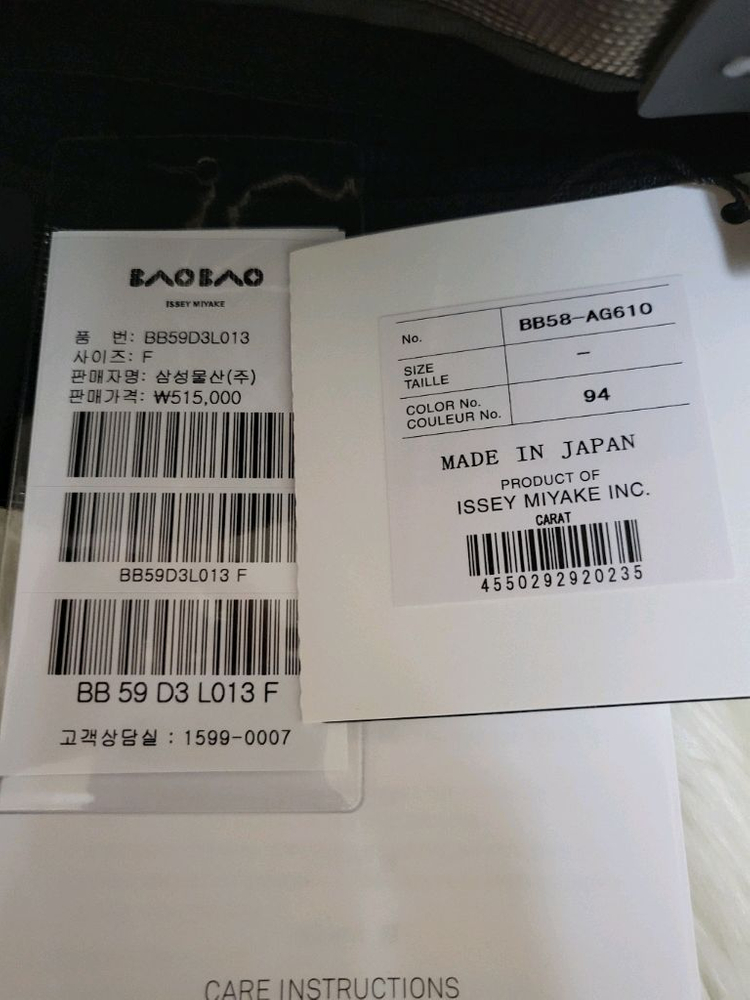 BAOBAO
ISSEY MIYAKE
품 번: BB59D3L013
사이즈: F
판매자명: 삼성물산(주)
판매가격: ₩515,000
BB59D3L013 F
BB 59 D3 L013 F
고객상담실 : 1599-0007
No. BB58-AG610
SIZE
TAILLE -
COLOR No.
COULEUR No. 94
MADE IN JAPAN
PRODUCT OF
ISSEY MIYAKE INC.
CARAT
4550292920235
CARE INSTRUCTIONS